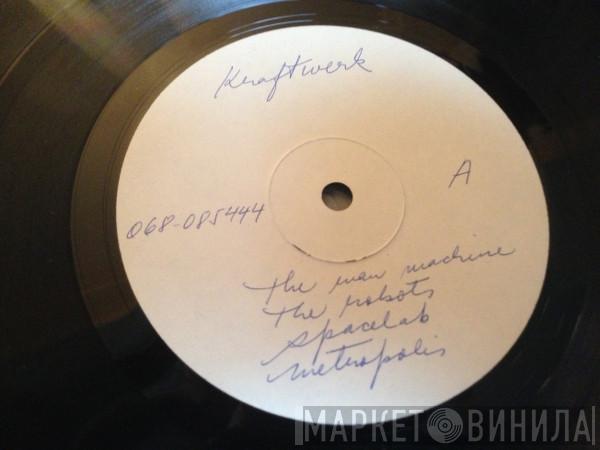 Kraftwerk
A
068-085444
the man machine
the robots
spacelab
metropolis
МАРКЕТ ВИНИЛА